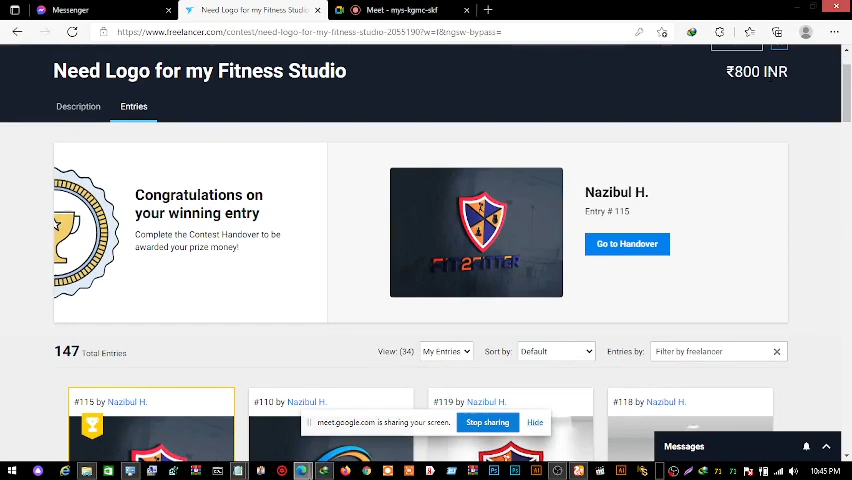 Messenger
Need Logo for my Fitness Studio
Meet - mys-kgmc-skf
https://www.freelancer.com/contest/need-logo-for-my-fitness-studio-2055190?w=f&ngsw-bypass=
Need Logo for my Fitness Studio
₹800 INR
Description
Entries
Congratulations on
your winning entry
Complete the Contest Handover to be
awarded your prize money!
FIT2FITTER
Nazibul H.
Entry # 115
Go to Handover
147 Total Entries
View: (34)
My Entries
Sort by:
Default
Entries by:
Filter by freelancer
#115 by Nazibul H.
#110 by Nazibul H.
#119 by Nazibul H.
#118 by Nazibul H.
meet.google.com is sharing your screen.
Stop sharing
Hide
Messages
71
71
10:45 PM